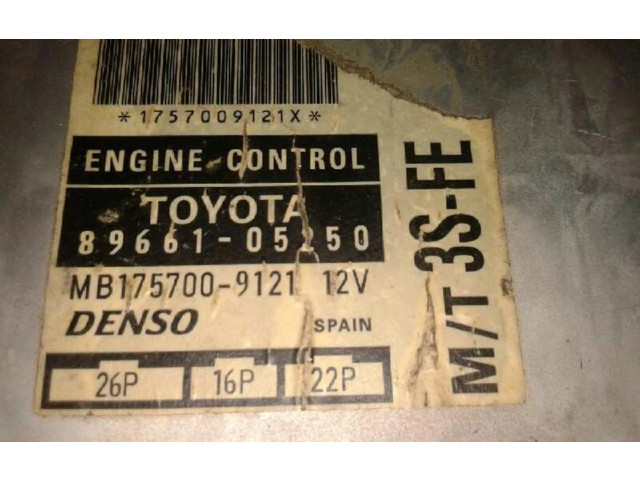 *1757009121X*
ENGINE CONTROL
TOYOTA
89661-05250
MB175700-9121 12V
DENSO SPAIN
26P 16P 22P
M/T 3S-FE